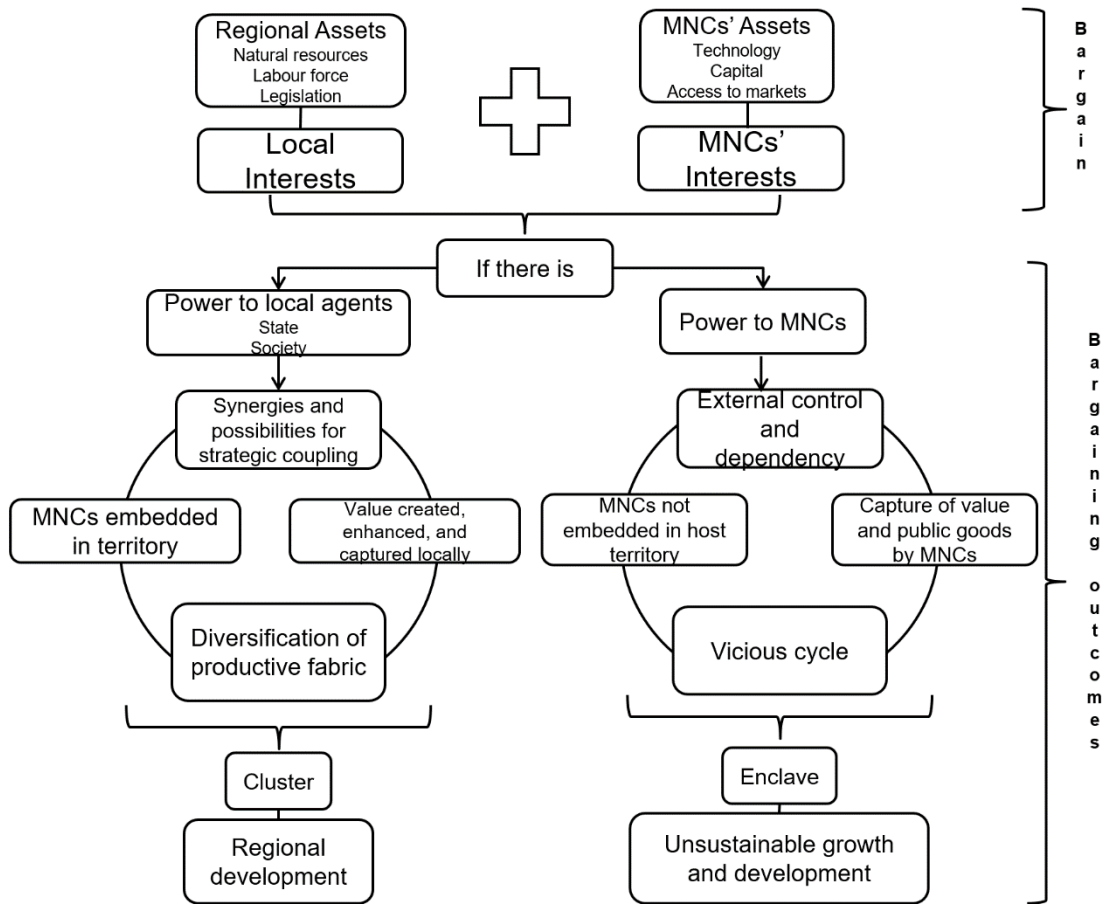 Regional Assets
Natural resources
Labour force
Legislation
Local
Interests
MNCs' Assets
Technology
Capital
Access to markets
MNCs'
Interests
Bargain
If there is
Power to local agents
State
Society
Power to MNCs
Synergies and
possibilities for
strategic coupling
MNCs embedded
in territory
Value created,
enhanced, and
captured locally
Diversification of
productive fabric
External control
and
dependency
MNCs not
embedded in host
territory
Capture of value
and public goods
by MNCs
Vicious cycle
Cluster
Regional
development
Enclave
Unsustainable growth
and development
Bargaining outcomes